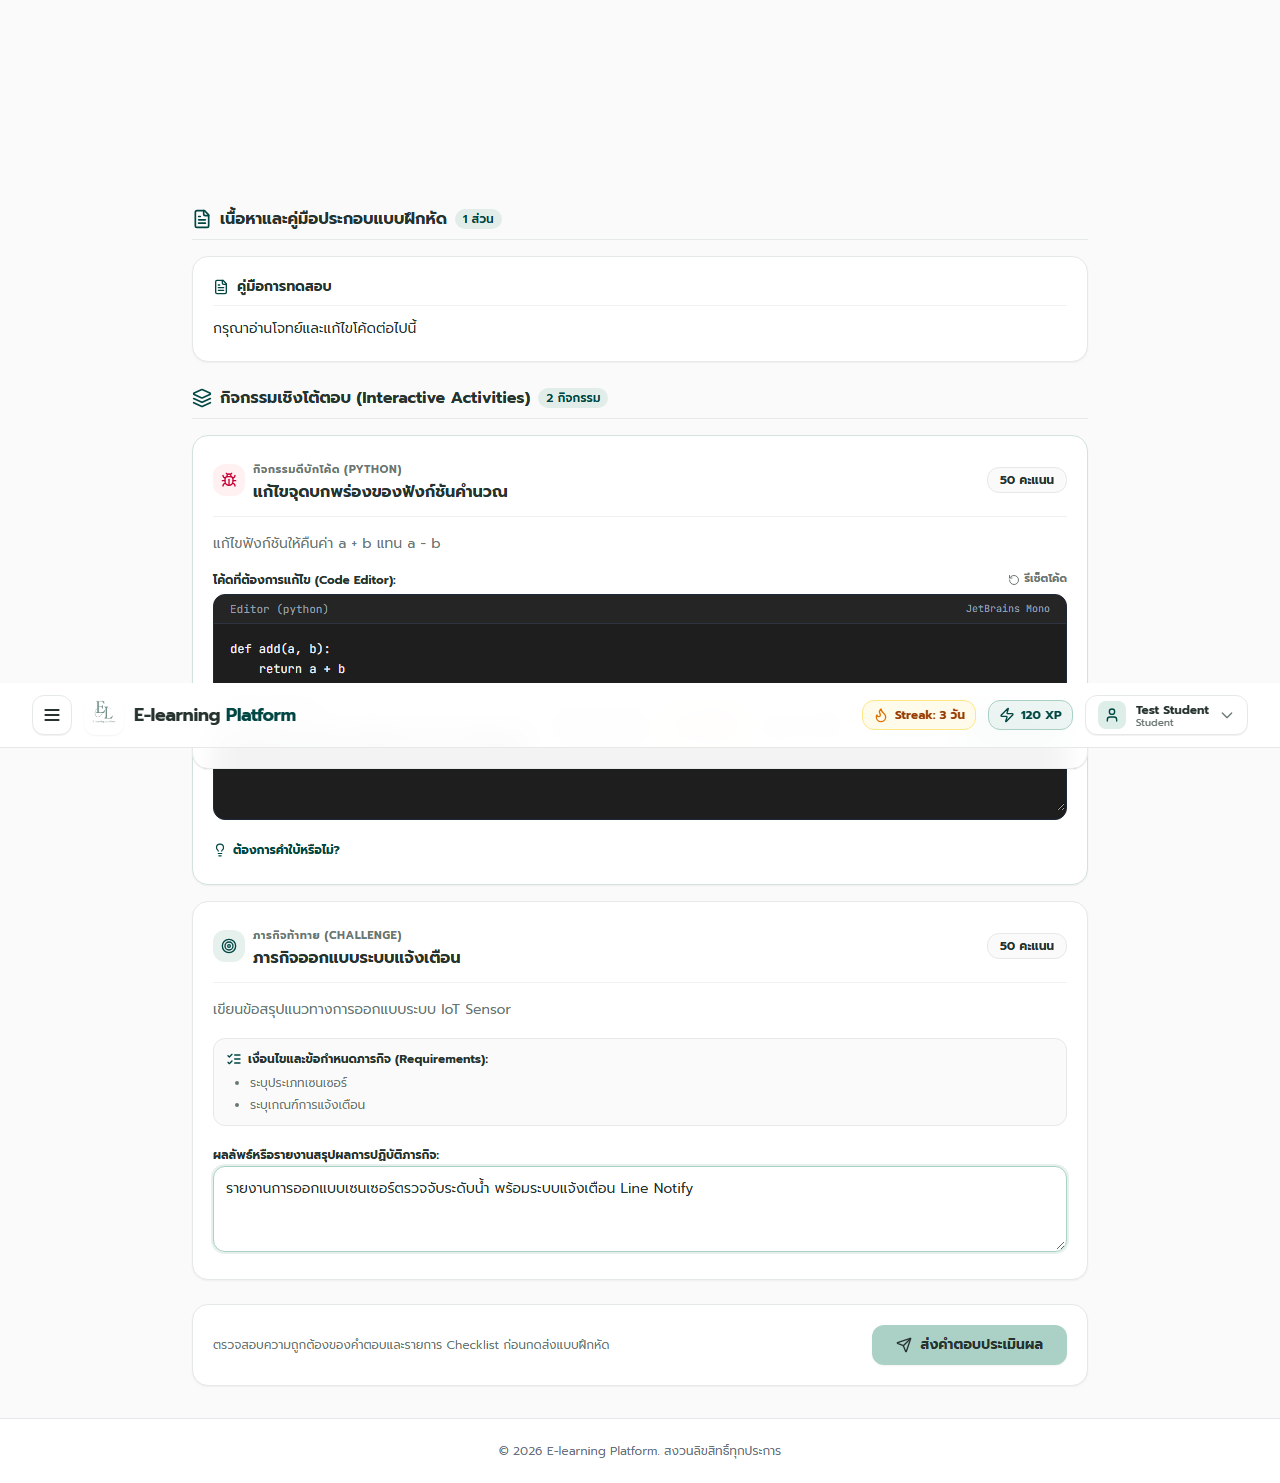 เนื้อหาและคู่มือประกอบแบบฝึกหัด 1 ส่วน
คู่มือการทดสอบ
กรุณาอ่านโจทย์และแก้ไขโค้ดต่อไปนี้
กิจกรรมเชิงโต้ตอบ (Interactive Activities) 2 กิจกรรม
กิจกรรมดีบักโค้ด (PYTHON)
แก้ไขจุดบกพร่องของฟังก์ชันคำนวณ
50 คะแนน
แก้ไขฟังก์ชันให้คืนค่า a + b แทน a - b
โค้ดที่ต้องการแก้ไข (Code Editor):
รีเซ็ตโค้ด
Editor (python)
JetBrains Mono
def add(a, b):
    return a + b
EL
E-learning Platform
Streak: 3 วัน
120 XP
Test Student
Student
ต้องการคำใบ้หรือไม่?
ภารกิจท้าทาย (CHALLENGE)
ภารกิจออกแบบระบบแจ้งเตือน
50 คะแนน
เขียนข้อสรุปแนวทางการออกแบบระบบ IoT Sensor
เงื่อนไขและข้อกำหนดภารกิจ (Requirements):
• ระบุประเภทเซนเซอร์
• ระบุเกณฑ์การแจ้งเตือน
ผลลัพธ์หรือรายงานสรุปผลการปฏิบัติภารกิจ:
รายงานการออกแบบเซนเซอร์ตรวจจับระดับน้ำ พร้อมระบบแจ้งเตือน Line Notify
ตรวจสอบความถูกต้องของคำตอบและรายการ Checklist ก่อนกดส่งแบบฝึกหัด
ส่งคำตอบประเมินผล
© 2026 E-learning Platform. สงวนลิขสิทธิ์ทุกประการ